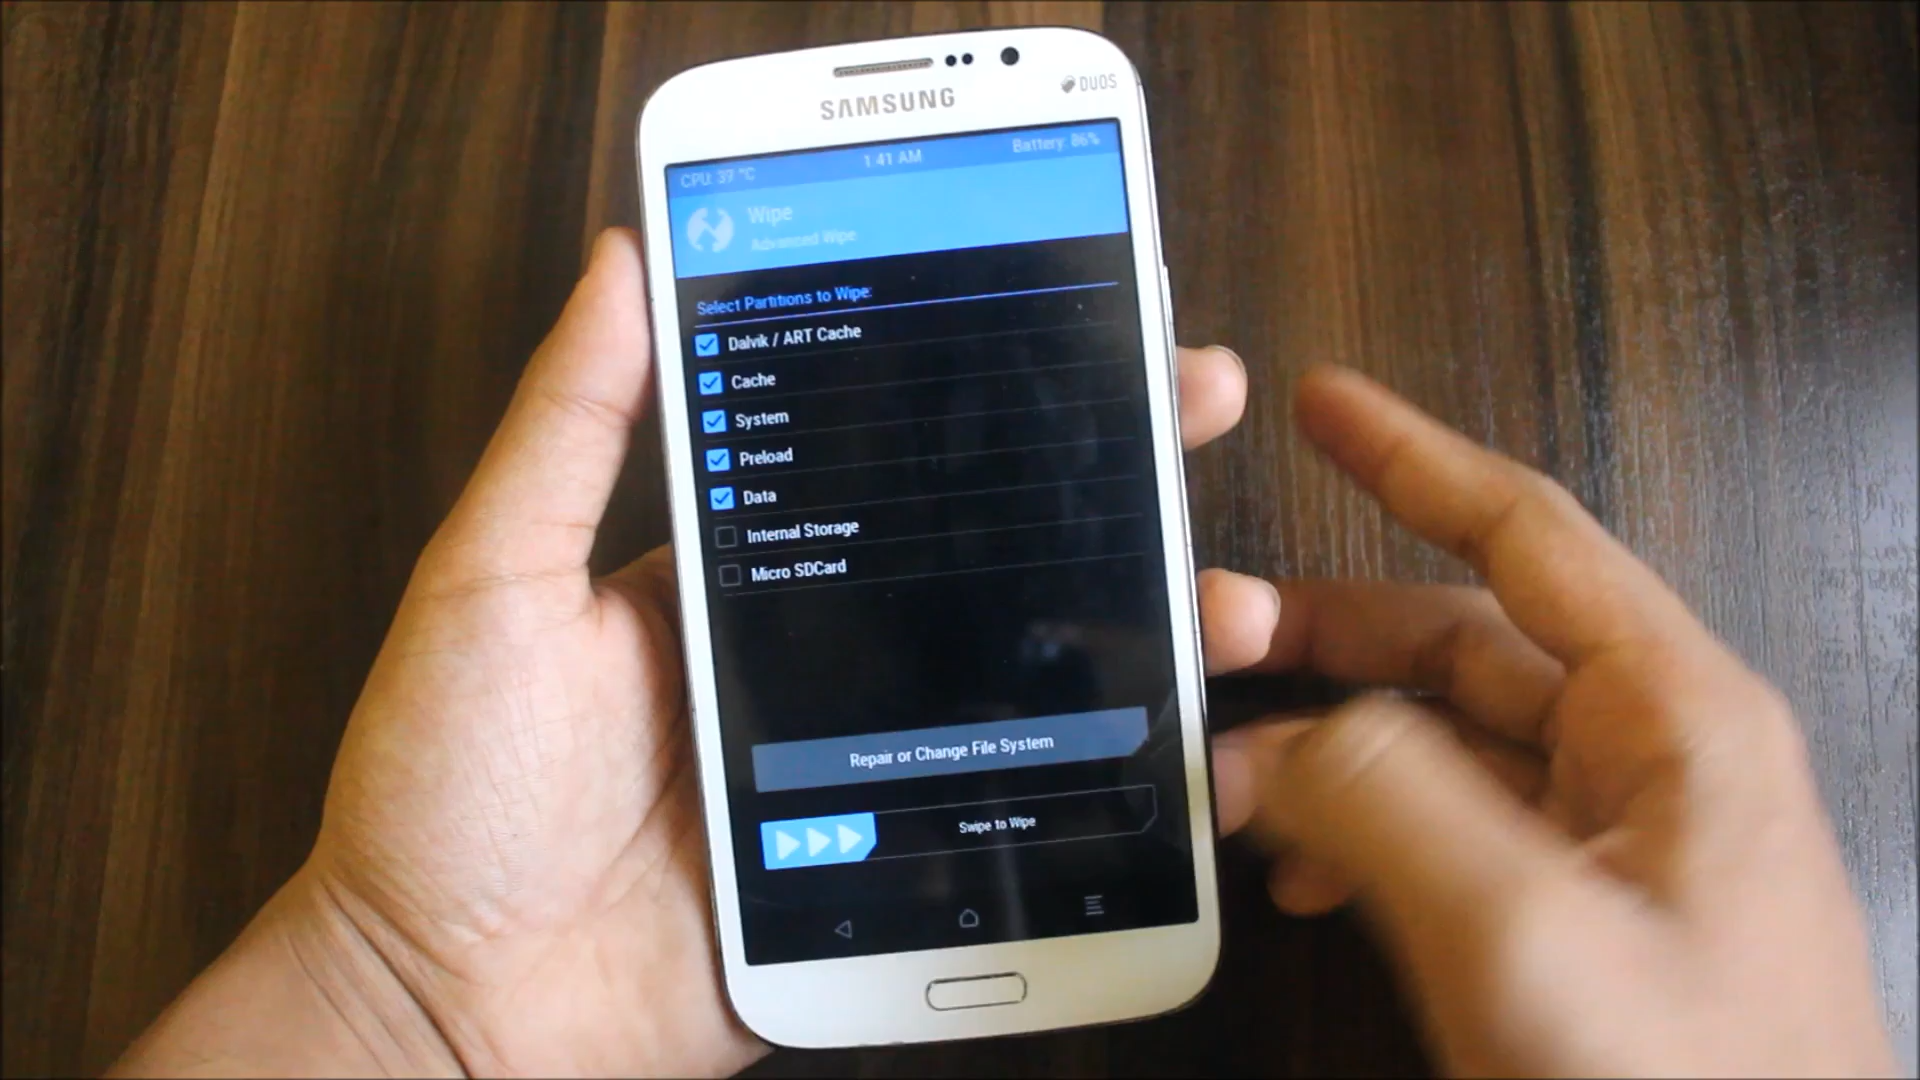 SAMSUNG
DUOS
CPU: 37 °C
1:41 AM
Battery: 86%
Wipe
Advanced Wipe
Select Partitions to Wipe:
Dalvik / ART Cache
Cache
System
Preload
Data
Internal Storage
Micro SDCard
Repair or Change File System
Swipe to Wipe